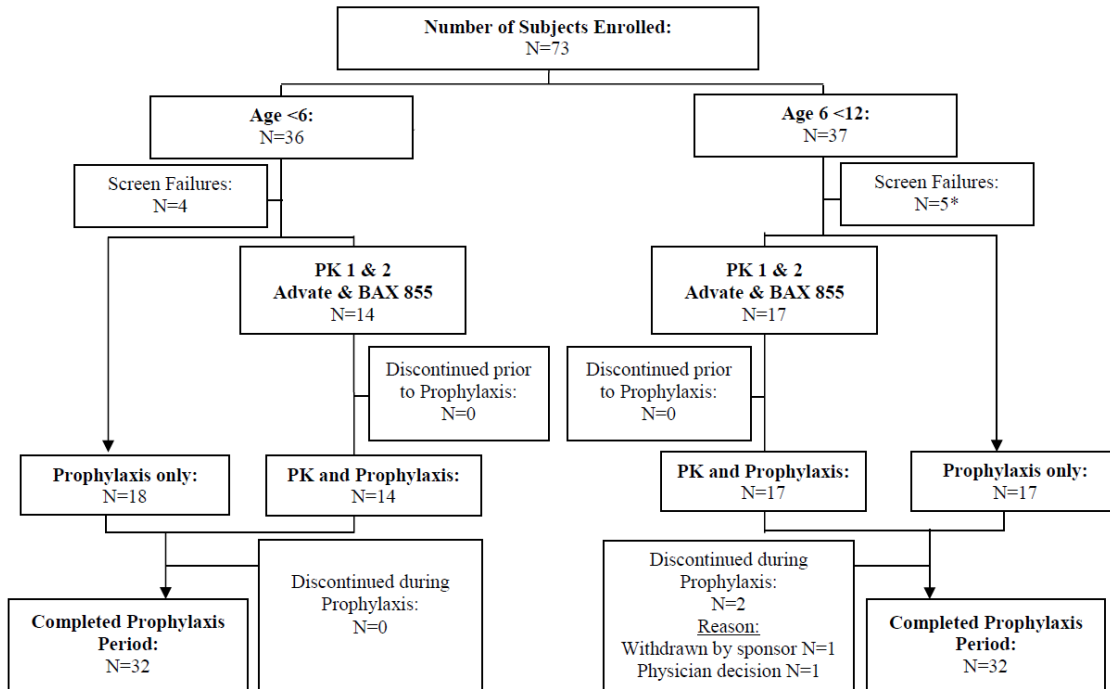 Number of Subjects Enrolled:
N=73
Age <6:
N=36
Age 6 <12:
N=37
Screen Failures:
N=4
Screen Failures:
N=5*
PK 1 & 2
Advate & BAX 855
N=14
PK 1 & 2
Advate & BAX 855
N=17
Discontinued prior
to Prophylaxis:
N=0
Discontinued prior
to Prophylaxis:
N=0
Prophylaxis only:
N=18
PK and Prophylaxis:
N=14
PK and Prophylaxis:
N=17
Prophylaxis only:
N=17
Completed Prophylaxis
Period:
N=32
Discontinued during
Prophylaxis:
N=0
Discontinued during
Prophylaxis:
N=2
Reason:
Withdrawn by sponsor N=1
Physician decision N=1
Completed Prophylaxis
Period:
N=32